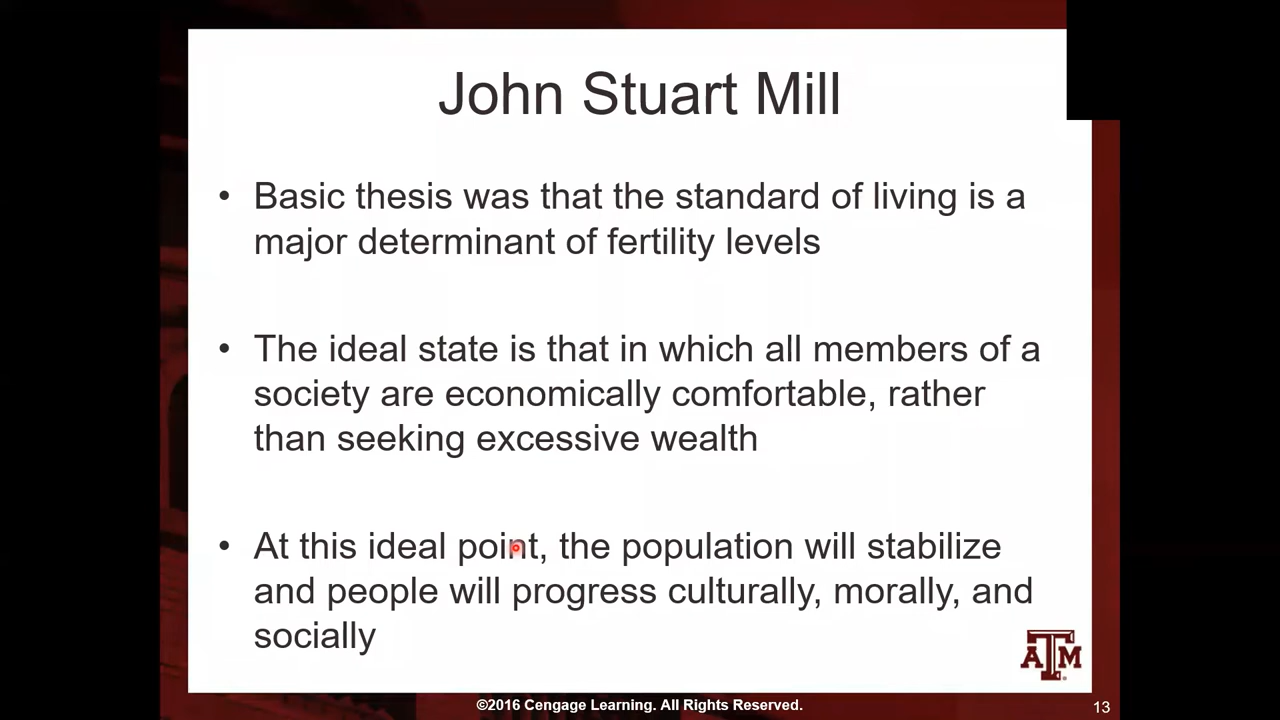 John Stuart Mill
• Basic thesis was that the standard of living is a
major determinant of fertility levels
• The ideal state is that in which all members of a
society are economically comfortable, rather
than seeking excessive wealth
• At this ideal point, the population will stabilize
and people will progress culturally, morally, and
socially
ATM
©2016 Cengage Learning. All Rights Reserved.
13